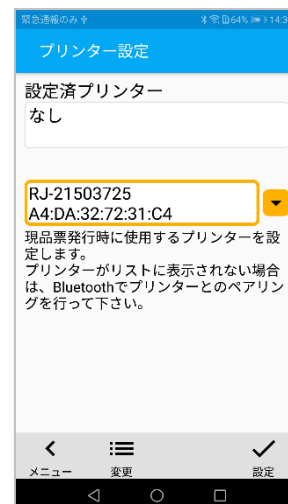 緊急通報のみ 64% 14:3
プリンター設定
設定済プリンター
なし
RJ-21503725
A4:DA:32:72:31:C4
現品票発行時に使用するプリンターを設
定します。
プリンターがリストに表示されない場合
は、Bluetoothでプリンターとのペアリン
グを行って下さい。
メニュー 変更 設定